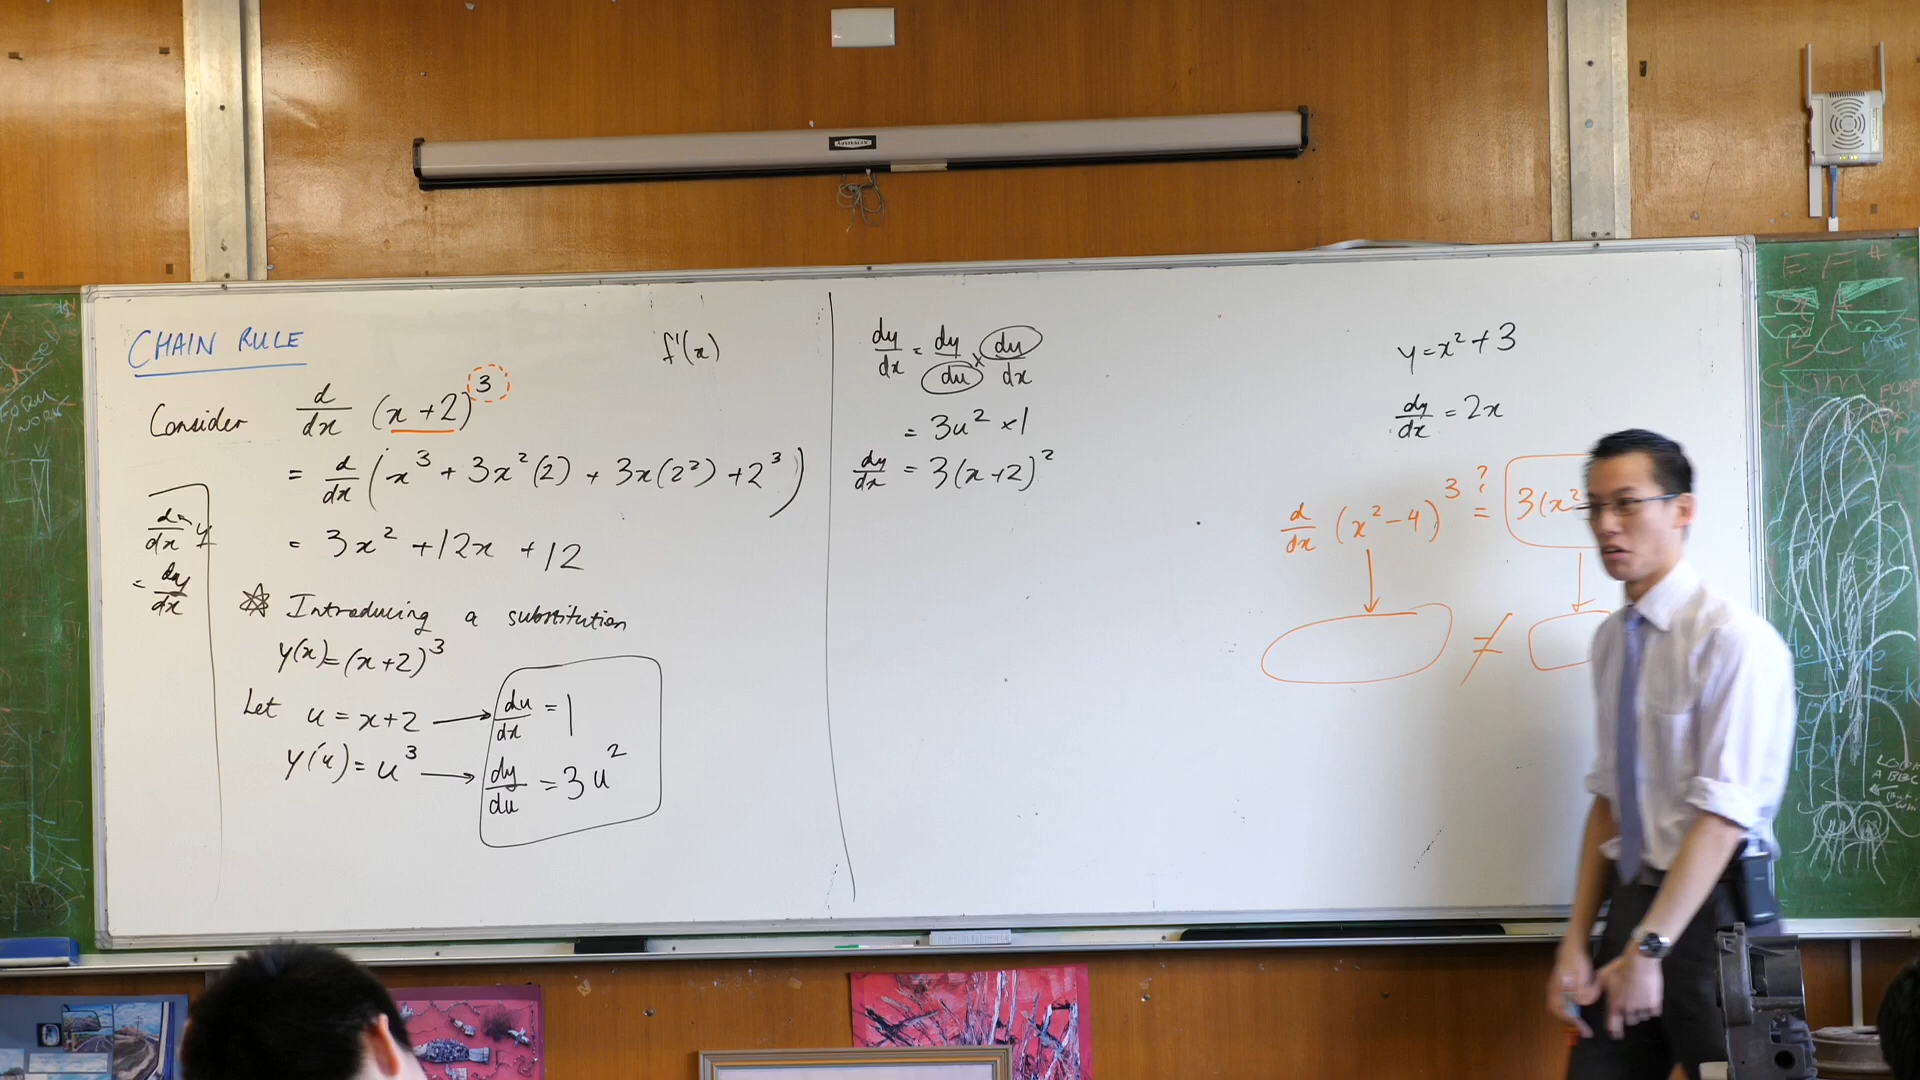 CHAIN RULE
f'(x)
Consider d/dx (x+2)^3
= d/dx (x^3 + 3x^2(2) + 3x(2^2) + 2^3)
= 3x^2 + 12x + 12
d/dx y
= dy/dx
☆ Introducing a substitution
y(x) = (x+2)^3
Let u = x+2 → du/dx = 1
y(u) = u^3 → dy/du = 3u^2
dy/dx = dy/du × du/dx
= 3u^2 × 1
dy/dx = 3(x+2)^2
y = x^2 + 3
dy/dx = 2x
d/dx (x^2-4)^3 ?= 3(x^2
≠